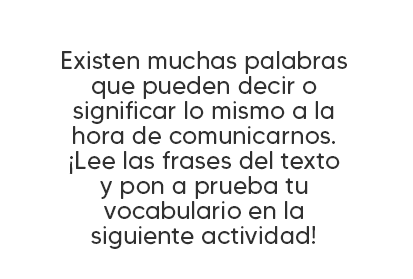 Existen muchas palabras
que pueden decir o
significar lo mismo a la
hora de comunicarnos.
¡Lee las frases del texto
y pon a prueba tu
vocabulario en la
siguiente actividad!